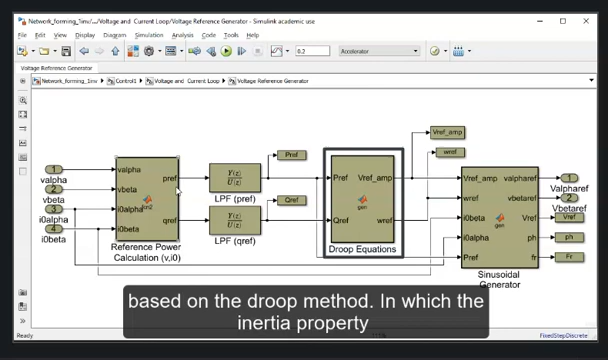 Network_forming_1inv/.../Voltage and Current Loop/Voltage Reference Generator - Simulink academic use
File Edit View Display Diagram Simulation Analysis Code Tools Help
0.2
Accelerator
Voltage Reference Generator
Network_forming_1inv
Control1
Voltage and Current Loop
Voltage Reference Generator
1
valpha
2
vbeta
3
i0alpha
4
i0beta
valpha
vbeta
i0alpha
i0beta
pref
qref
Reference Power
Calculation (v,i0)
Y(z)
U(z)
LPF (pref)
Y(z)
U(z)
LPF (qref)
Pref
Qref
Pref
Qref
Vref_amp
wref
gen
Droop Equations
Vref_amp
wref
Vref_amp
wref
i0beta
i0alpha
Pref
gen
valpharef
vbetaref
Vref
ph
fr
Sinusoidal
Generator
1
Valpharef
2
Vbetaref
Vref
ph
Fr
based on the droop method. In which the
inertia property
Ready
FixedStepDiscrete